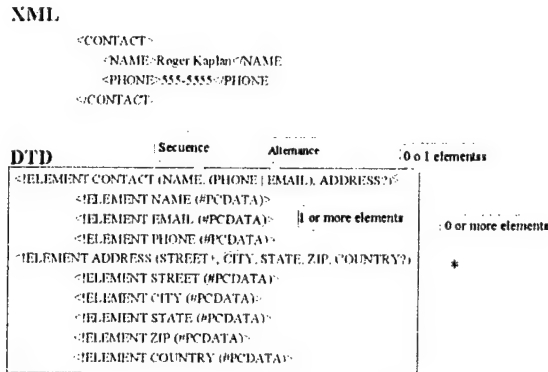 XML
<CONTACT>
<NAME>Roger Kaplan</NAME
<PHONE>555-5555</PHONE
</CONTACT>
DTD
Secuence
Alternance
0 o 1 elementss
<!ELEMENT CONTACT (NAME, (PHONE | EMAIL), ADDRESS?)>
<!ELEMENT NAME (#PCDATA)>
<!ELEMENT EMAIL (#PCDATA)>
1 or more elements
: 0 or more elements
<!ELEMENT PHONE (#PCDATA)>
<!ELEMENT ADDRESS (STREET+, CITY, STATE, ZIP, COUNTRY?)
*
<!ELEMENT STREET (#PCDATA)>
<!ELEMENT CITY (#PCDATA)>
<!ELEMENT STATE (#PCDATA)>
<!ELEMENT ZIP (#PCDATA)>
<!ELEMENT COUNTRY (#PCDATA)>